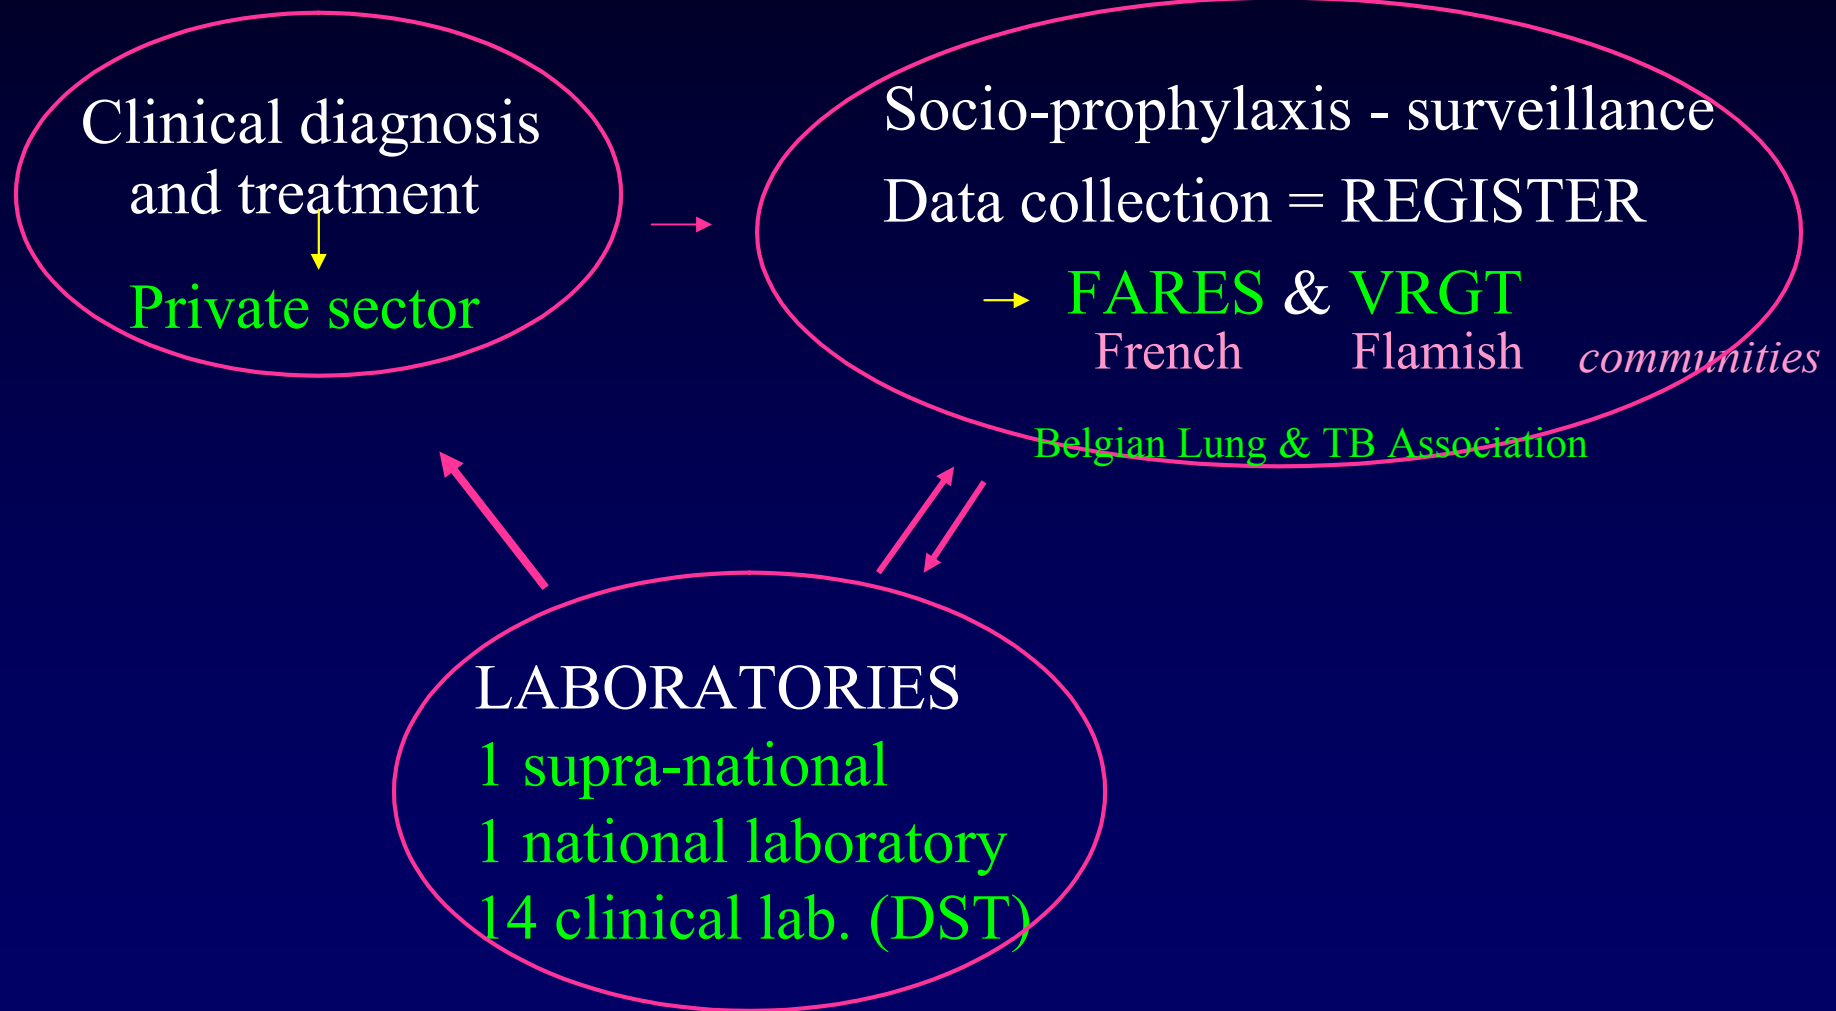 Clinical diagnosis
and treatment
Private sector
Socio-prophylaxis - surveillance
Data collection = REGISTER
FARES & VRGT
French Flamish communities
Belgian Lung & TB Association
LABORATORIES
1 supra-national
1 national laboratory
14 clinical lab. (DST)